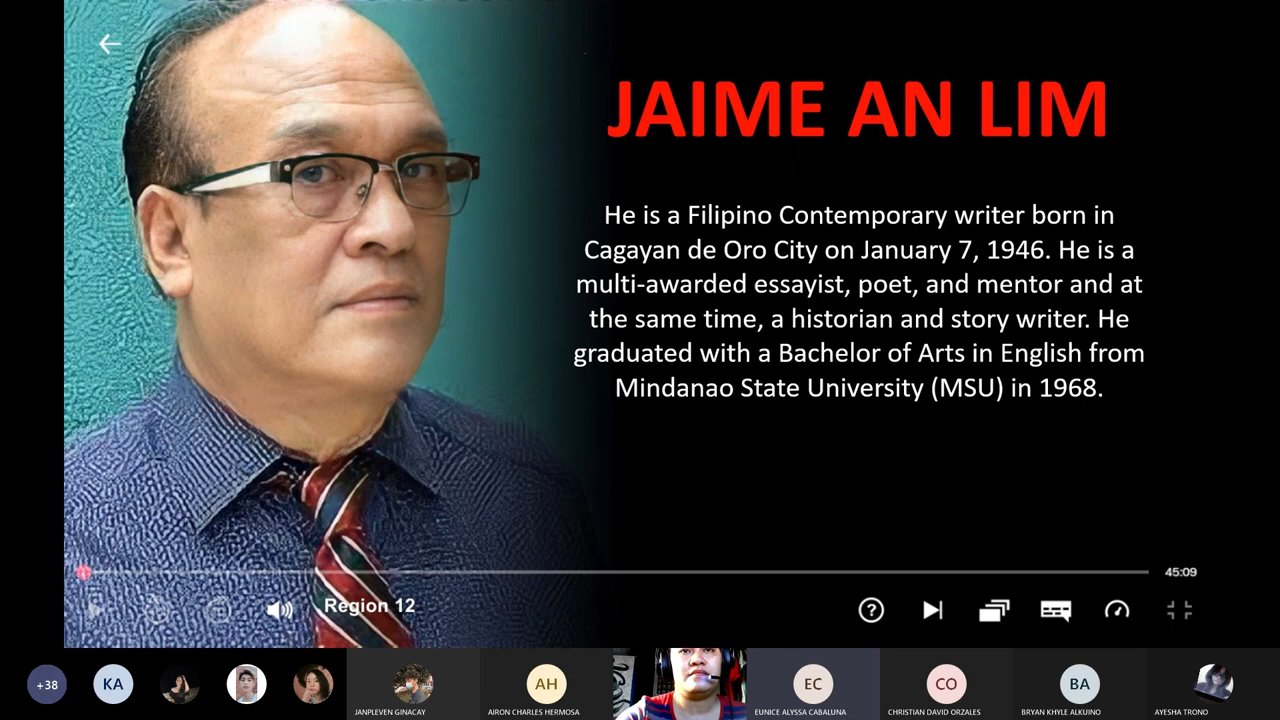 JAIME AN LIM
He is a Filipino Contemporary writer born in
Cagayan de Oro City on January 7, 1946. He is a
multi-awarded essayist, poet, and mentor and at
the same time, a historian and story writer. He
graduated with a Bachelor of Arts in English from
Mindanao State University (MSU) in 1968.
45:09
Region 12
+38
KA
AH
EC
CO
BA
JANPLEVEN GINACAY
AIRON CHARLES HERMOSA
EUNICE ALYSSA CABALUNA
CHRISTIAN DAVID ORZALES
BRYAN KHYLE ALKUINO
AYESHA TRONO